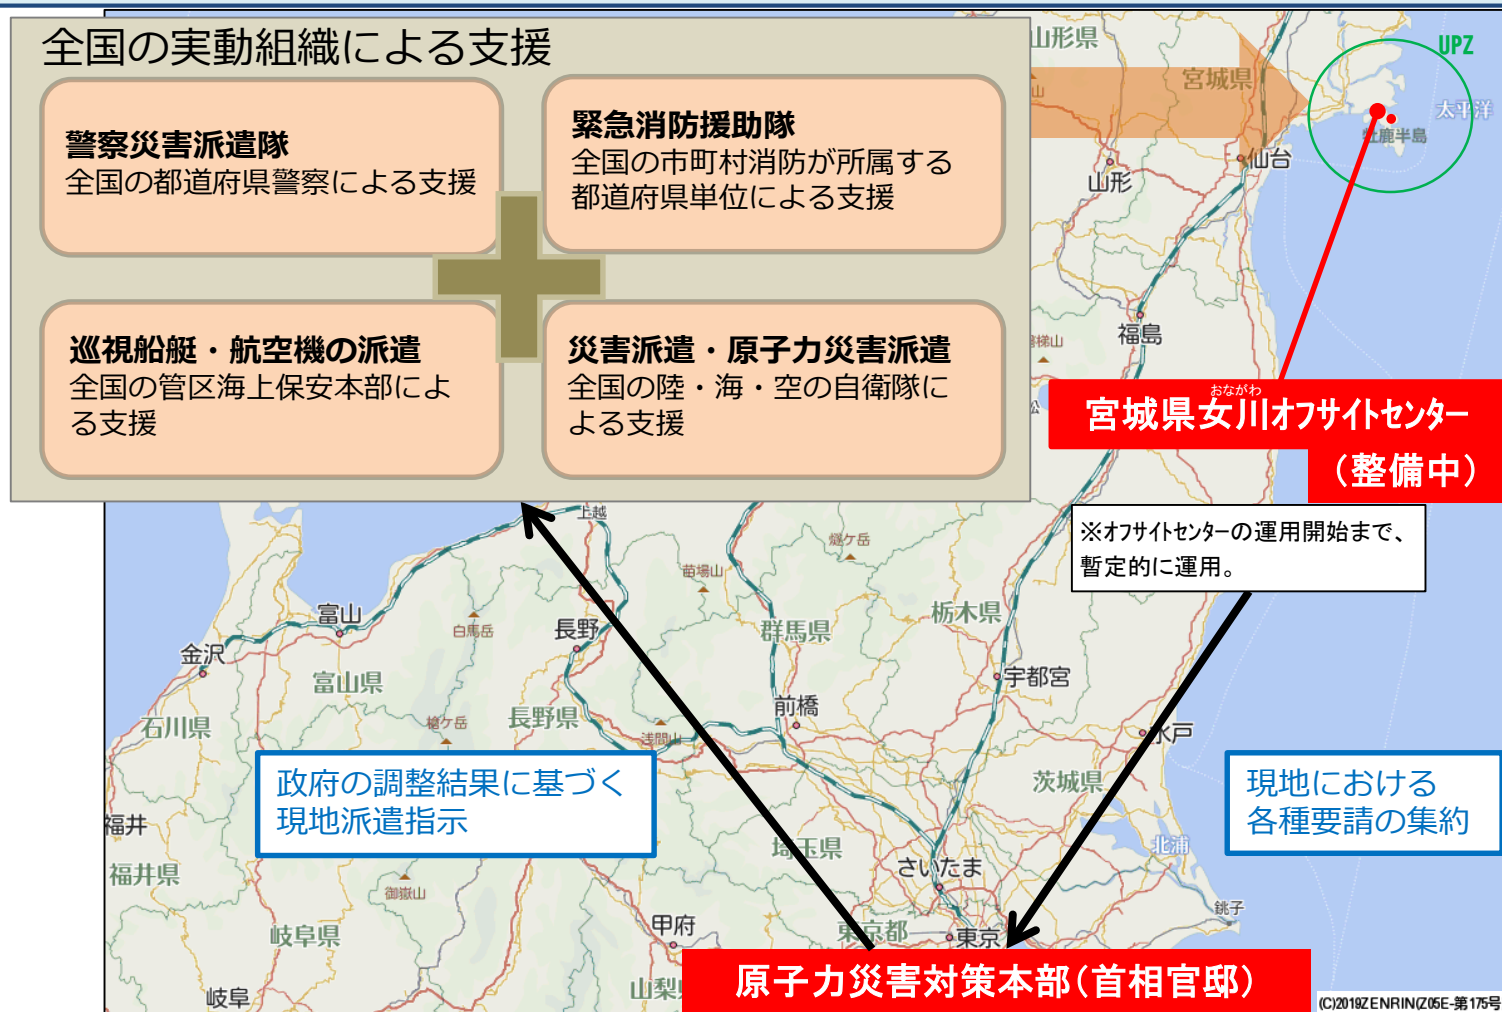 全国の実動組織による支援
警察災害派遣隊
全国の都道府県警察による支援
緊急消防援助隊
全国の市町村消防が所属する
都道府県単位による支援
巡視船艇・航空機の派遣
全国の管区海上保安本部によ
る支援
災害派遣・原子力災害派遣
全国の陸・海・空の自衛隊に
よる支援
山形県
宮城県
UPZ
太平洋
牡鹿半島
仙台
山形
福島
おながわ
宮城県女川オフサイトセンター
（整備中）
※オフサイトセンターの運用開始まで、
暫定的に運用。
上越
燧ケ岳
苗場山
栃木県
富山
白馬岳
長野
群馬県
金沢
宇都宮
富山県
前橋
石川県
槍ケ岳
長野県
浅間山
水戸
政府の調整結果に基づく
現地派遣指示
茨城県
現地における
各種要請の集約
福井
埼玉県
北浦
福井県
さいたま
御嶽山
銚子
岐阜県
甲府
東京都
東京
原子力災害対策本部（首相官邸）
山梨
岐阜
(C)2019ZENRIN(Z05E-第175号